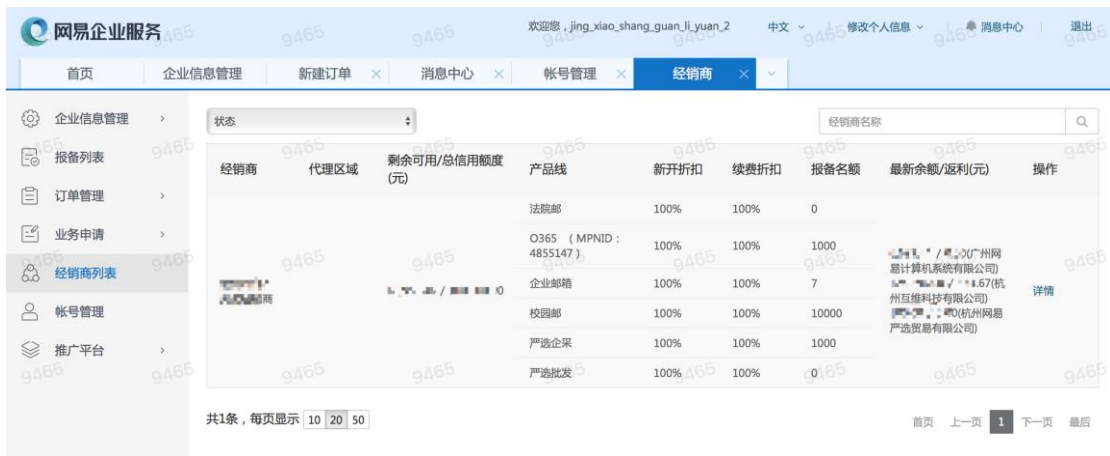 网易企业服务
欢迎您，jing_xiao_shang_guan_li_yuan_2 中文 修改个人信息 消息中心 退出
首页 企业信息管理 新建订单 × 消息中心 × 帐号管理 × 经销商 ×
企业信息管理
报备列表
订单管理
业务申请
经销商列表
帐号管理
推广平台
状态 经销商名称
经销商 代理区域 剩余可用/总信用额度 产品线 新开折扣 续费折扣 报备名额 最新余额/返利(元) 操作
(元)
法院邮 100% 100% 0
O365 （MPNID：
4855147） 100% 100% 1000
企业邮箱 100% 100% 7
校园邮 100% 100% 10000
严选企采 100% 100% 1000
严选批发 100% 100% 0
商
/
0(广州网
易计算机系统有限公司)
.67(杭
州互维科技有限公司)
0(杭州网易
严选贸易有限公司)
详情
共1条，每页显示 10 20 50
首页 上一页 1 下一页 最后
9465